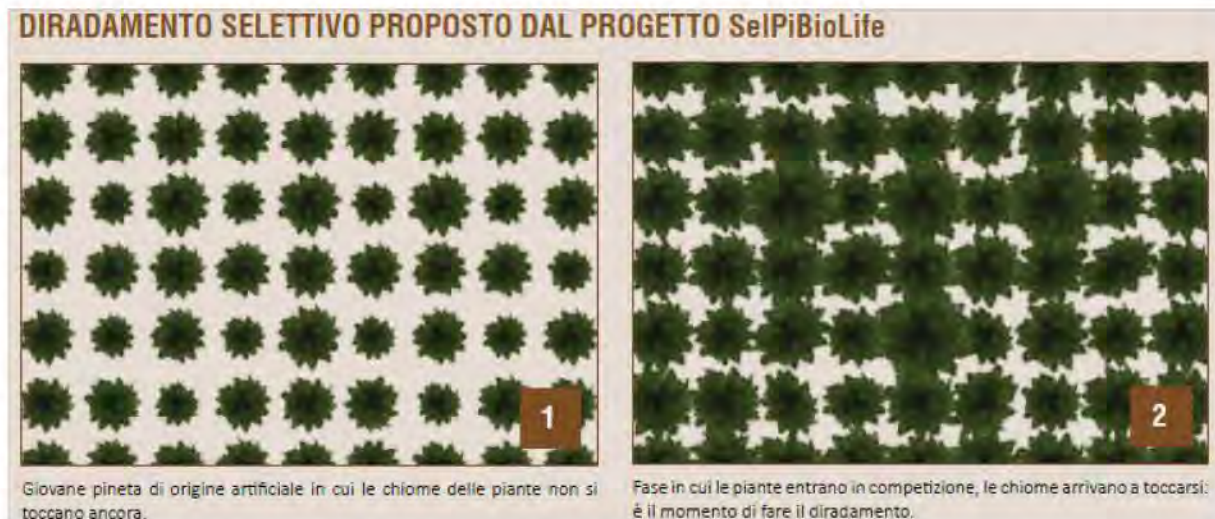 DIRADAMENTO SELETTIVO PROPOSTO DAL PROGETTO SelPiBioLife
1
2
Giovane pineta di origine artificiale in cui le chiome delle piante non si
toccano ancora.
Fase in cui le piante entrano in competizione, le chiome arrivano a toccarsi:
è il momento di fare il diradamento.